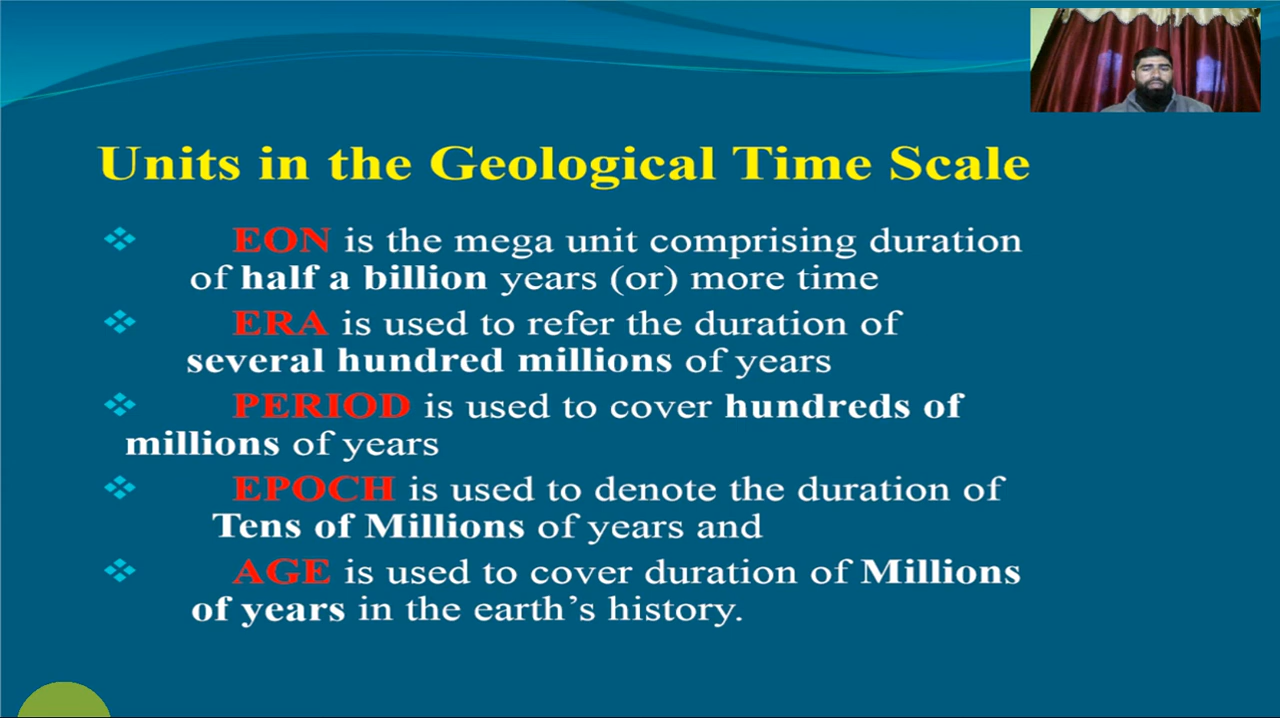 Units in the Geological Time Scale
EON is the mega unit comprising duration
of half a billion years (or) more time
ERA is used to refer the duration of
several hundred millions of years
PERIOD is used to cover hundreds of
millions of years
EPOCH is used to denote the duration of
Tens of Millions of years and
AGE is used to cover duration of Millions
of years in the earth’s history.